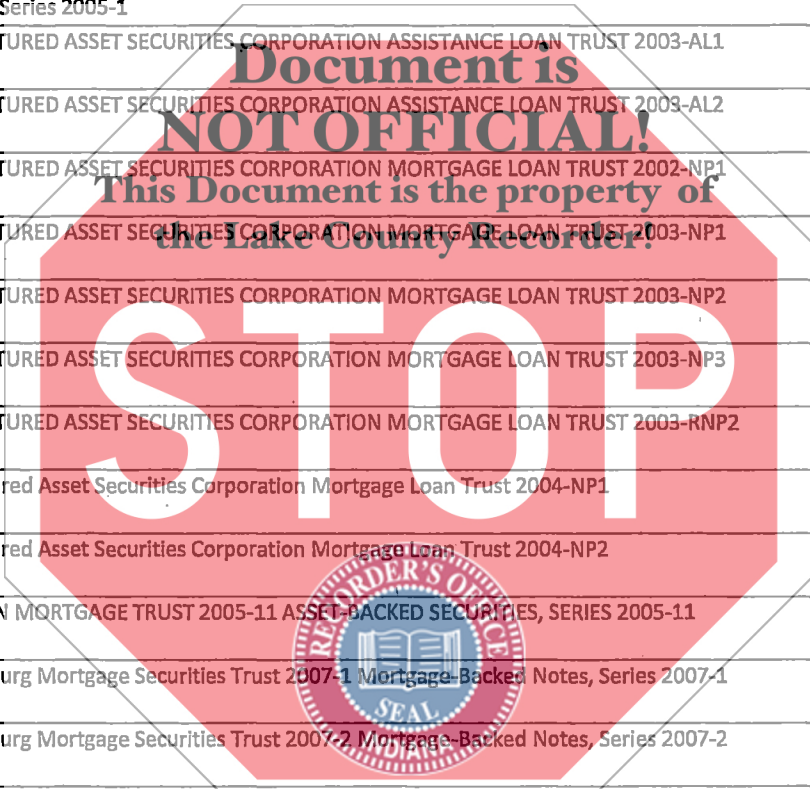 Series 2005-1
TURED ASSET SECURITIES CORPORATION ASSISTANCE LOAN TRUST 2003-AL1
Document is
TURED ASSET SECURITIES CORPORATION ASSISTANCE LOAN TRUST 2003-AL2
NOT OFFICIAL!
TURED ASSET SECURITIES CORPORATION MORTGAGE LOAN TRUST 2002-NP1
This Document is the property of
TURED ASSET SECURITIES CORPORATION MORTGAGE LOAN TRUST 2003-NP1
the Lake County Recorder!
TURED ASSET SECURITIES CORPORATION MORTGAGE LOAN TRUST 2003-NP2
STOP
TURED ASSET SECURITIES CORPORATION MORTGAGE LOAN TRUST 2003-NP3
TURED ASSET SECURITIES CORPORATION MORTGAGE LOAN TRUST 2003-RNP2
red Asset Securities Corporation Mortgage Loan Trust 2004-NP1
red Asset Securities Corporation Mortgage Loan Trust 2004-NP2
RECORDER'S
N MORTGAGE TRUST 2005-11 ASSET-BACKED SECURITIES, SERIES 2005-11
urg Mortgage Securities Trust 2007-1 Mortgage-Backed Notes, Series 2007-1
SEAL
urg Mortgage Securities Trust 2007-2 Mortgage-Backed Notes, Series 2007-2
INDIANA